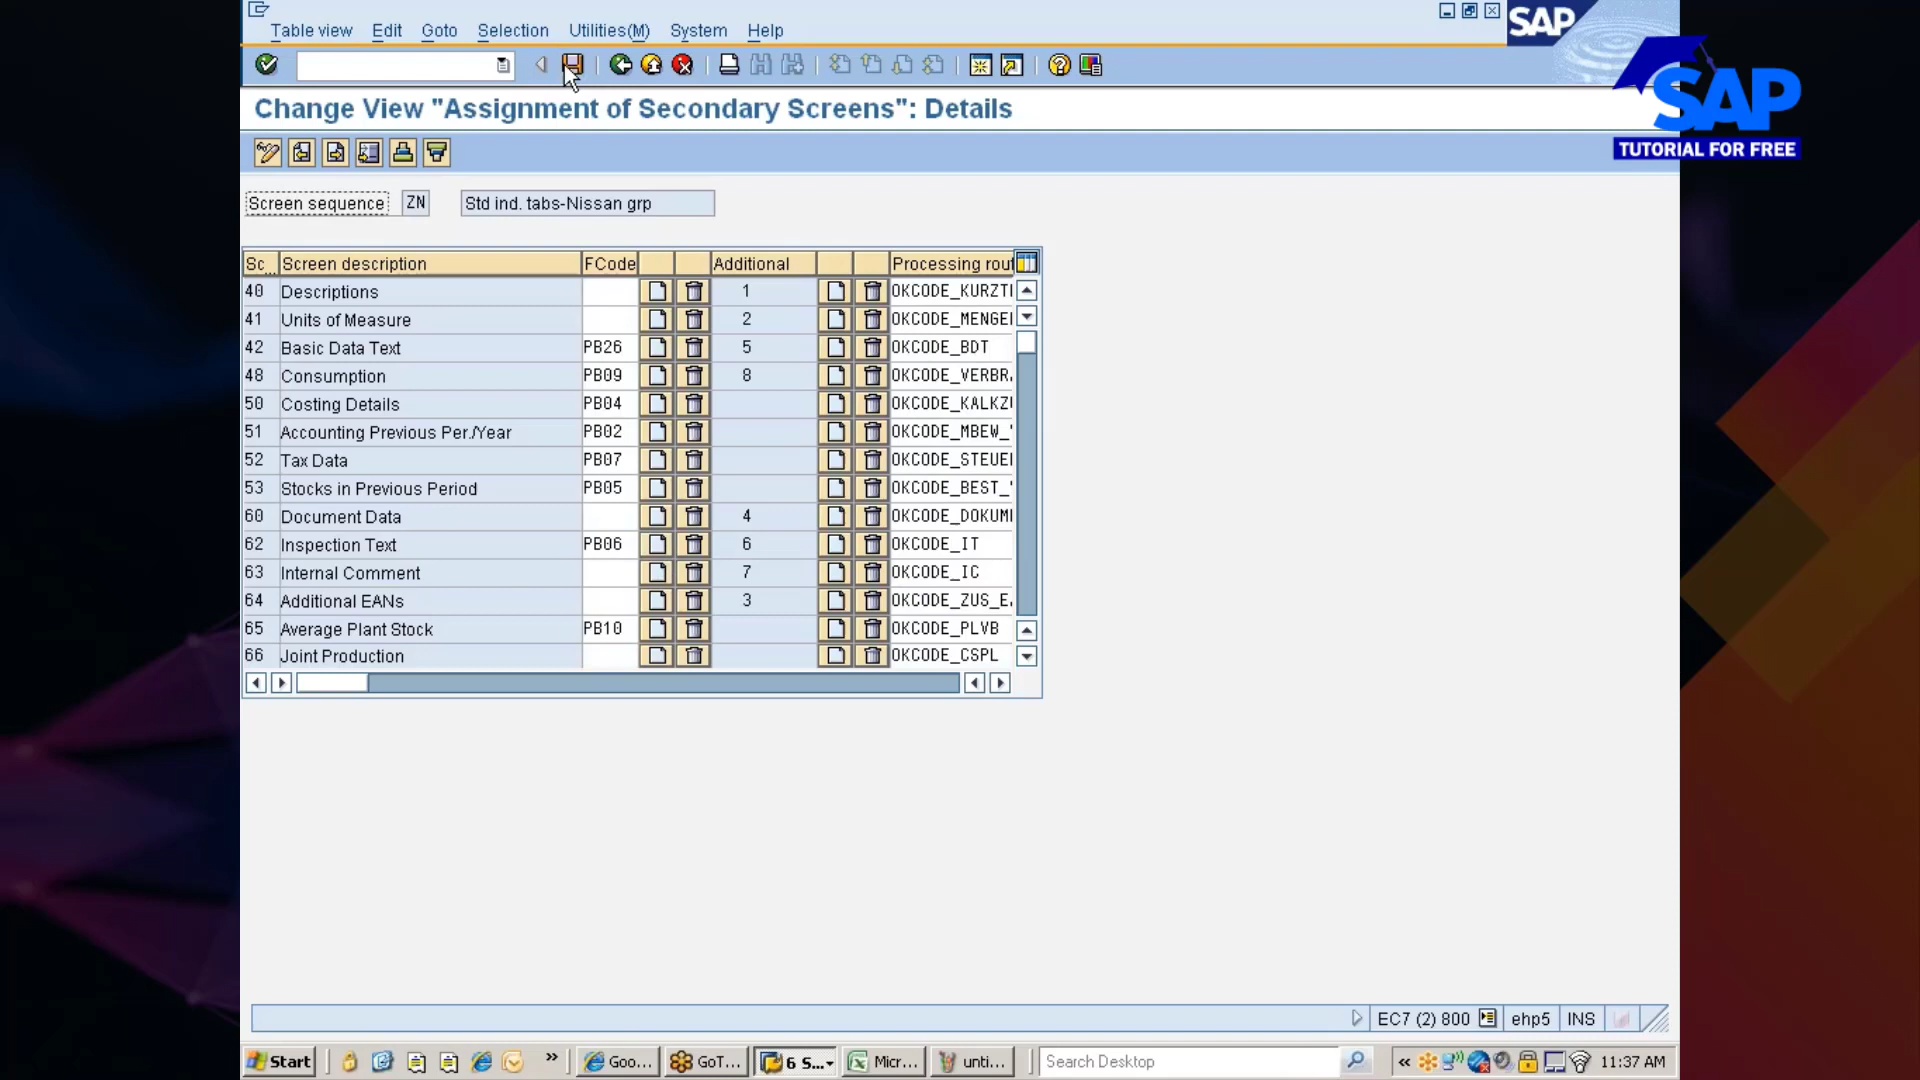 Table view Edit Goto Selection Utilities(M) System Help
SAP
SAP
TUTORIAL FOR FREE
Change View "Assignment of Secondary Screens": Details
Screen sequence ZN Std ind. tabs-Nissan grp
Sc... Screen description FCode Additional Processing rout
40 Descriptions 1 OKCODE_KURZT
41 Units of Measure 2 OKCODE_MENGE
42 Basic Data Text PB26 5 OKCODE_BDT
48 Consumption PB09 8 OKCODE_VERBR
50 Costing Details PB04 OKCODE_KALKZ
51 Accounting Previous Per./Year PB02 OKCODE_MBEW_
52 Tax Data PB07 OKCODE_STEUE
53 Stocks in Previous Period PB05 OKCODE_BEST_
60 Document Data 4 OKCODE_DOKUM
62 Inspection Text PB06 6 OKCODE_IT
63 Internal Comment 7 OKCODE_IC
64 Additional EANs 3 OKCODE_ZUS_E
65 Average Plant Stock PB10 OKCODE_PLVB
66 Joint Production OKCODE_CSPL
EC7 (2) 800 ehp5 INS
Start » Goo... GoT... 6 S... Micr... unti... Search Desktop « 11:37 AM